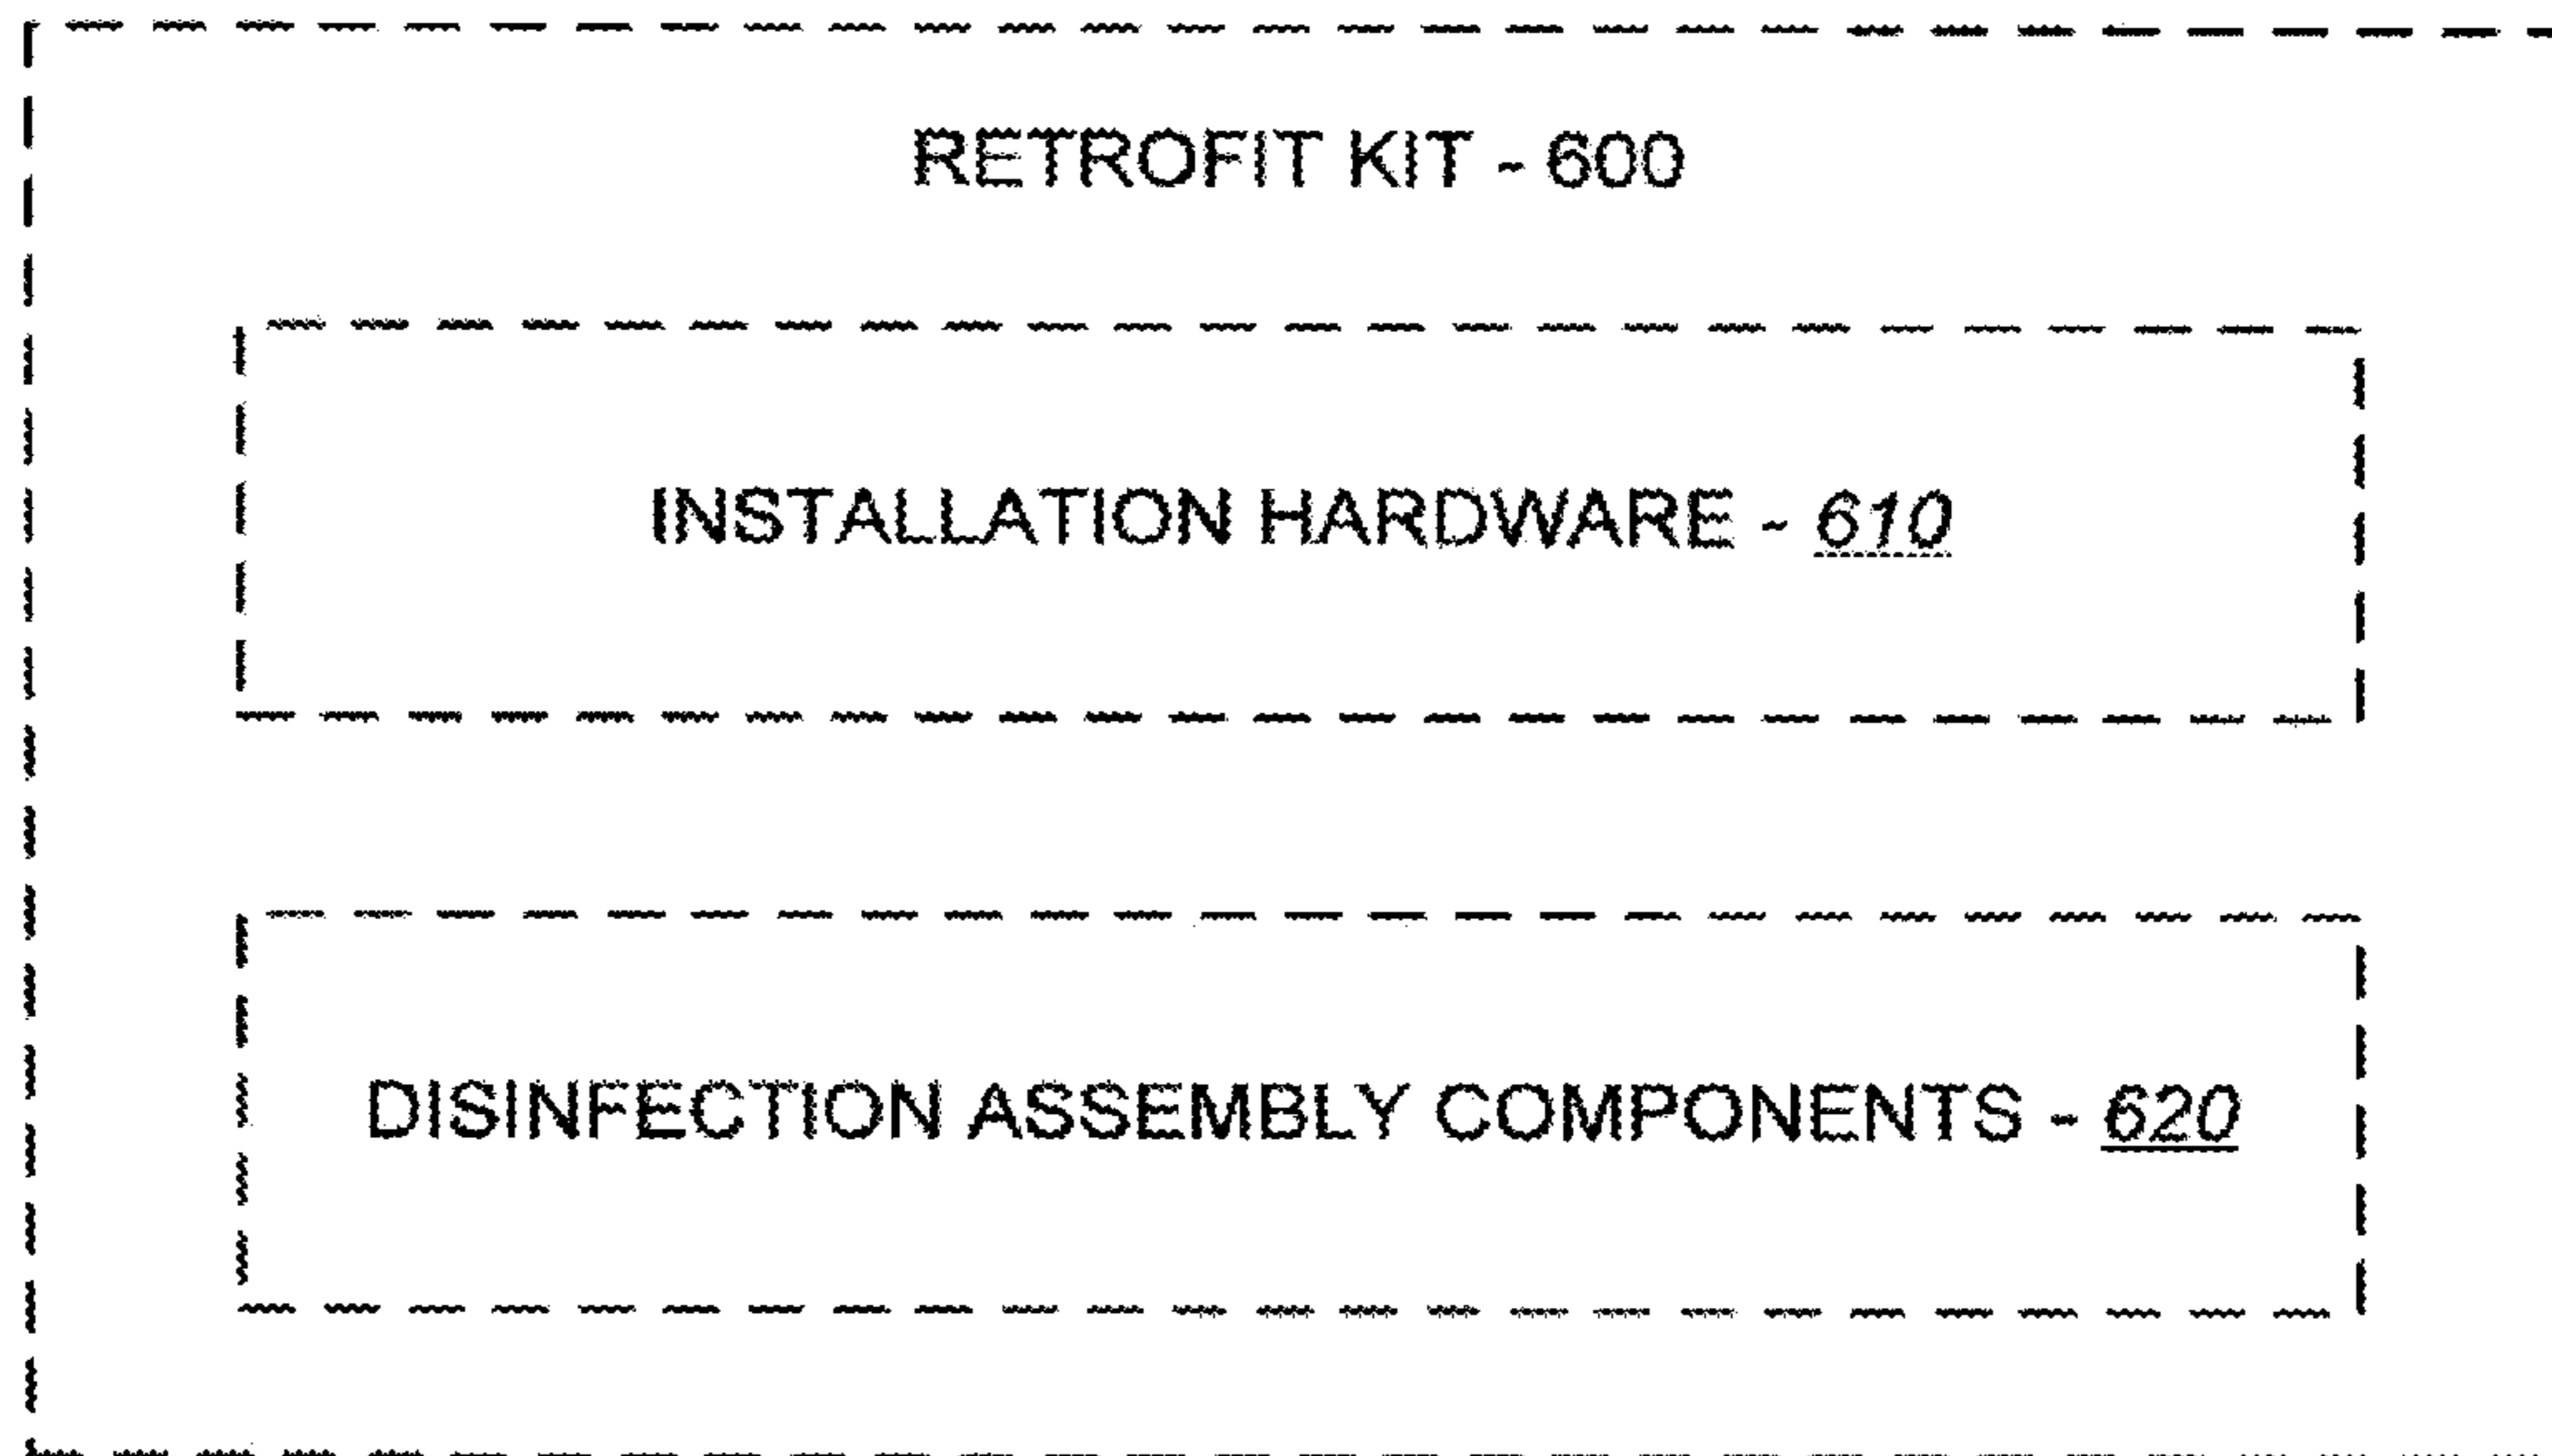 RETROFIT KIT - 600
INSTALLATION HARDWARE - 610
DISINFECTION ASSEMBLY COMPONENTS - 620